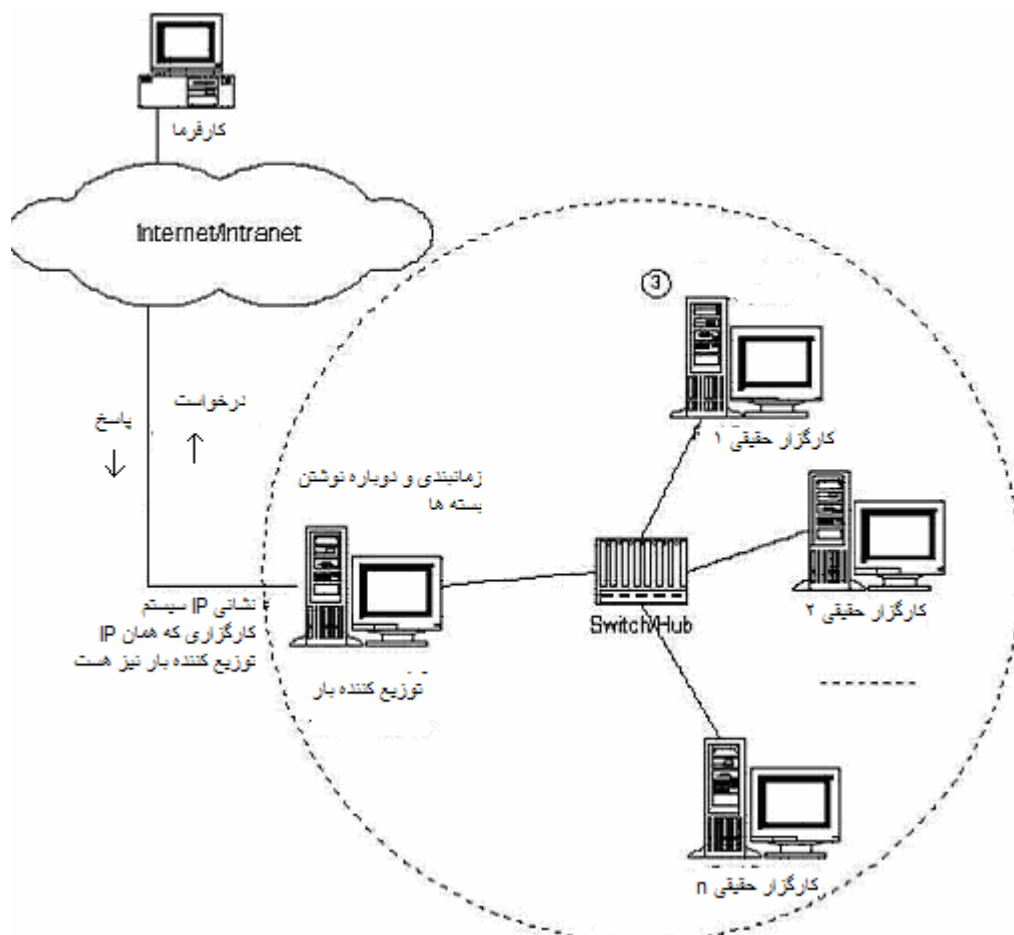 کارفرما
Internet/Intranet
درخواست
پاسخ
3
کارگزار حقیقی ۱
زمانبندی و دوباره نوشتن
بسته ها
کارگزار حقیقی ۲
Switch/Hub
نشانی IP سیستم
کارگزاری که همان IP
توزیع کننده بار نیز هست
توزیع کننده بار
کارگزار حقیقی n